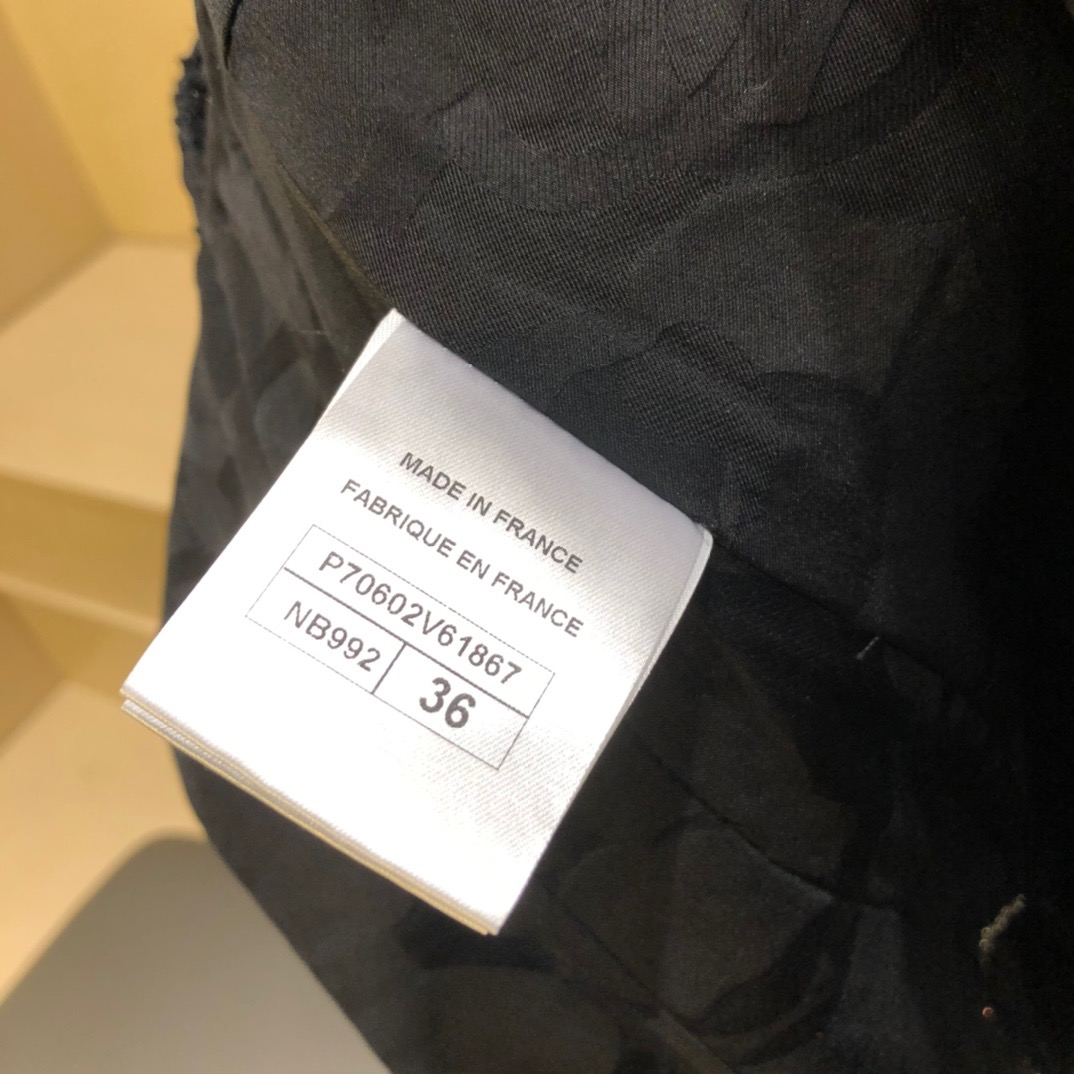 MADE IN FRANCE
FABRIQUE EN FRANCE
P70602V61867
NB992 36